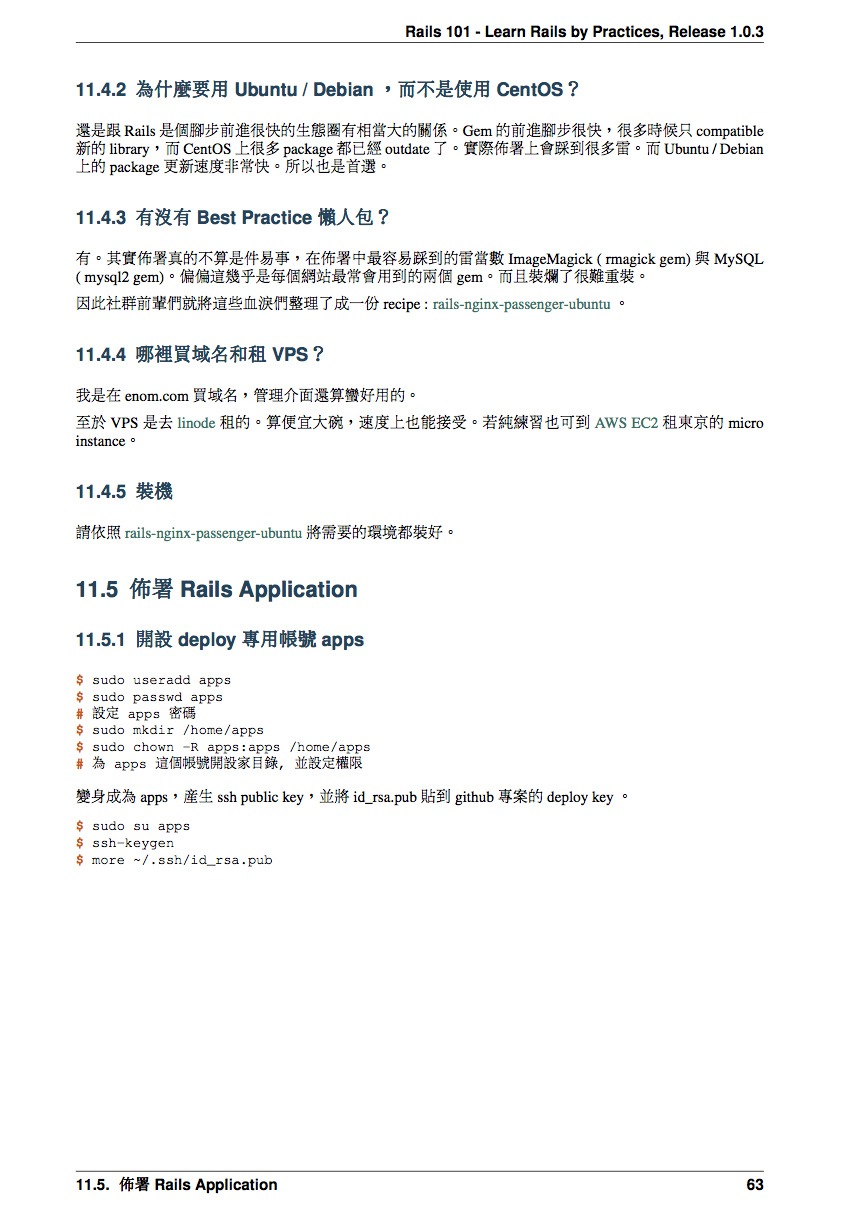 Rails 101 - Learn Rails by Practices, Release 1.0.3
11.4.2 為什麼要用 Ubuntu / Debian ，而不是使用 CentOS？
還是跟 Rails 是個腳步前進很快的生態圈有相當大的關係。Gem 的前進腳步很快，很多時候只 compatible
新的 library，而 CentOS 上很多 package 都已經 outdate 了。實際佈署上會踩到很多雷。而 Ubuntu / Debian
上的 package 更新速度非常快。所以也是首選。
11.4.3 有沒有 Best Practice 懶人包？
有。其實佈署真的不算是件易事，在佈署中最容易踩到的雷當數 ImageMagick ( rmagick gem) 與 MySQL
( mysql2 gem)。偏偏這幾乎是每個網站最常會用到的兩個 gem。而且裝爛了很難重裝。
因此社群前輩們就將這些血淚們整理了成一份 recipe : rails-nginx-passenger-ubuntu 。
11.4.4 哪裡買域名和租 VPS？
我是在 enom.com 買域名，管理介面還算蠻好用的。
至於 VPS 是去 linode 租的。算便宜大碗，速度上也能接受。若純練習也可到 AWS EC2 租東京的 micro
instance。
11.4.5 裝機
請依照 rails-nginx-passenger-ubuntu 將需要的環境都裝好。
11.5 佈署 Rails Application
11.5.1 開設 deploy 專用帳號 apps
$ sudo useradd apps
$ sudo passwd apps
# 設定 apps 密碼
$ sudo mkdir /home/apps
$ sudo chown -R apps:apps /home/apps
# 為 apps 這個帳號開設家目錄, 並設定權限
變身成為 apps，產生 ssh public key，並將 id_rsa.pub 貼到 github 專案的 deploy key 。
$ sudo su apps
$ ssh-keygen
$ more ~/.ssh/id_rsa.pub
11.5. 佈署 Rails Application 63